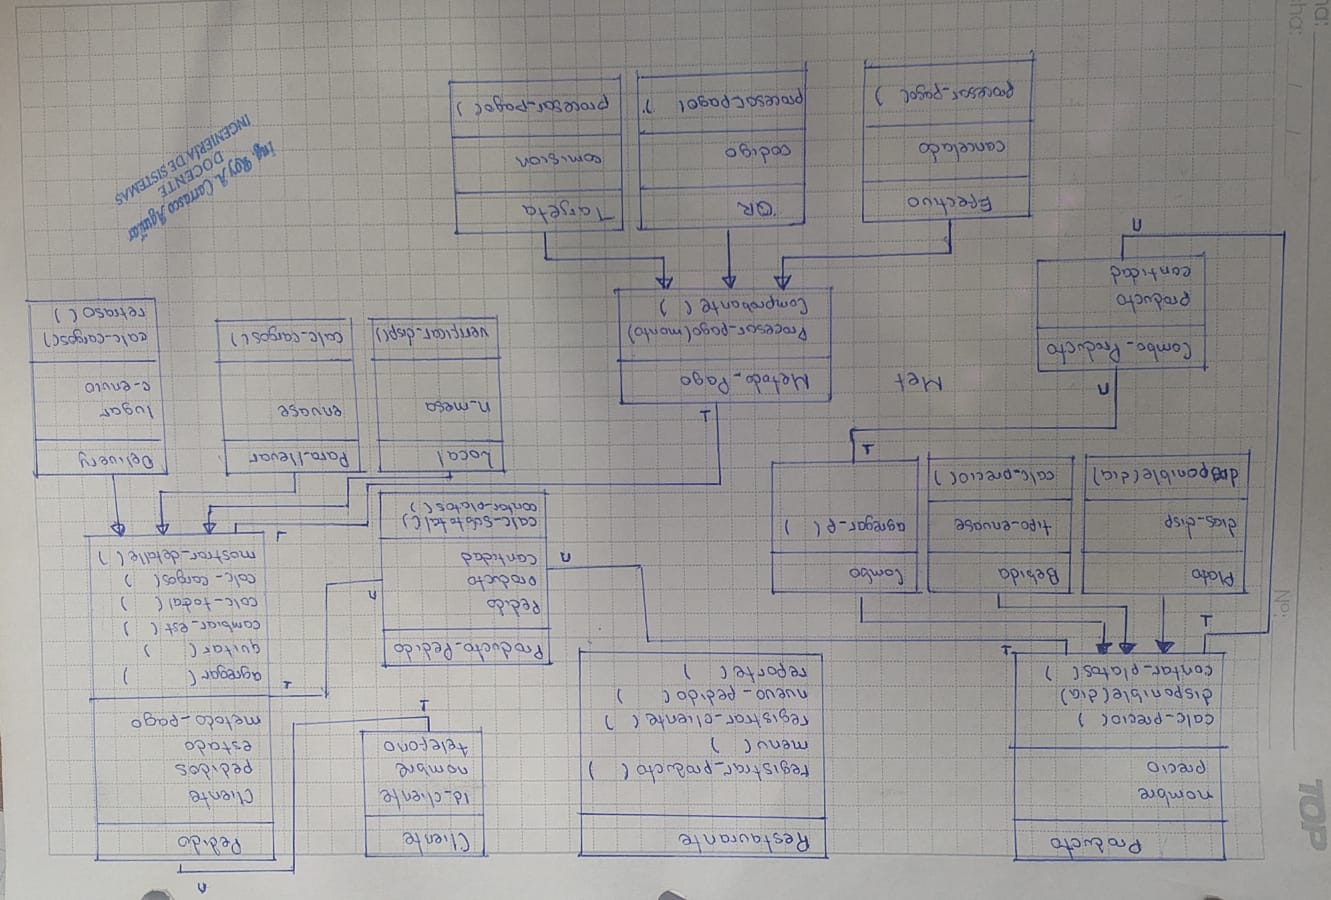 TOP
No:
Producto
nombre
precio
calc_precio( )
disponible(dia)
contar_platos( )
1
1
Restaurante
registrar_producto( )
menu( )
registrar_cliente( )
nuevo_pedido( )
reporte( )
Cliente
id_cliente
nombre
telefono
1
n
Pedido
Cliente
pedidos
estado
metodo_pago
1
agregar( )
quitar( )
cambiar_est( )
calc_total( )
calc_cargos( )
mostrar_detalle( )
1
Producto_Pedido
Pedido
producto
cantidad
calc_subtotal( )
contar_platos( )
n
n
Plato
dias_disp
disponible(dia)
Bebida
tipo_envase
calc_precio( )
Combo
agregar_p( )
1
n
Combo_Producto
producto
cantidad
n
Met
1
Metodo_Pago
Procesar_pago(monto)
Comprobante( )
Local
n_mesa
verificar_disp()
Para_llevar
envase
calc_cargos()
Delivery
lugar
c_envio
calc_cargos()
retraso( )
Efectivo
cancelado
procesar_pago( )
QR
codigo
procesar_pago( )
Targeta
comision
procesar_pago( )
Ing. Roy A. Carrasco Aguilar
DOCENTE
INGENIERÍA DE SISTEMAS